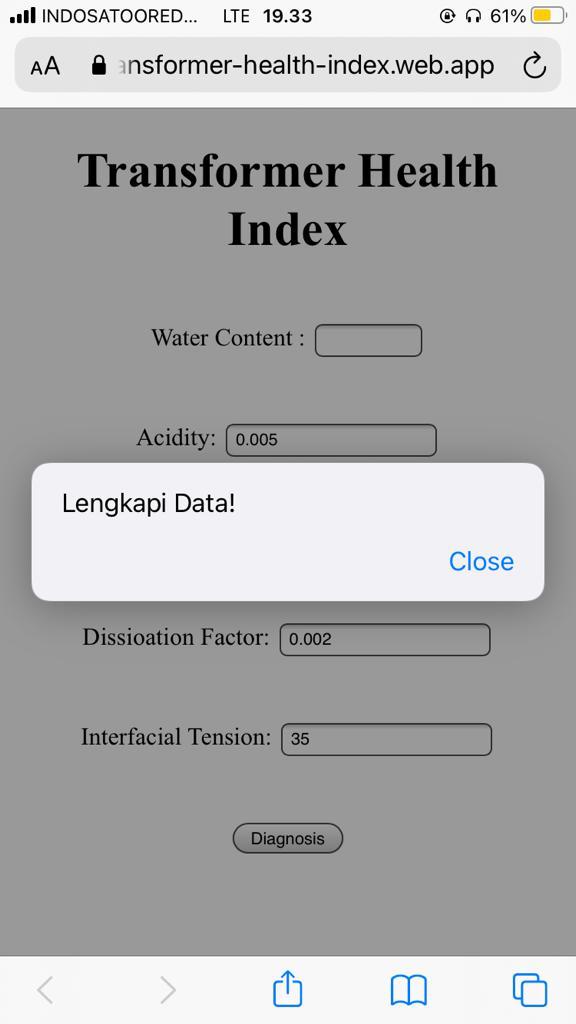 INDOSATOORED... LTE 19.33 61%
AA ansformer-health-index.web.app
Transformer Health
Index
Water Content :
Acidity: 0.005
Lengkapi Data!
Close
Dissioation Factor: 0.002
Interfacial Tension: 35
Diagnosis